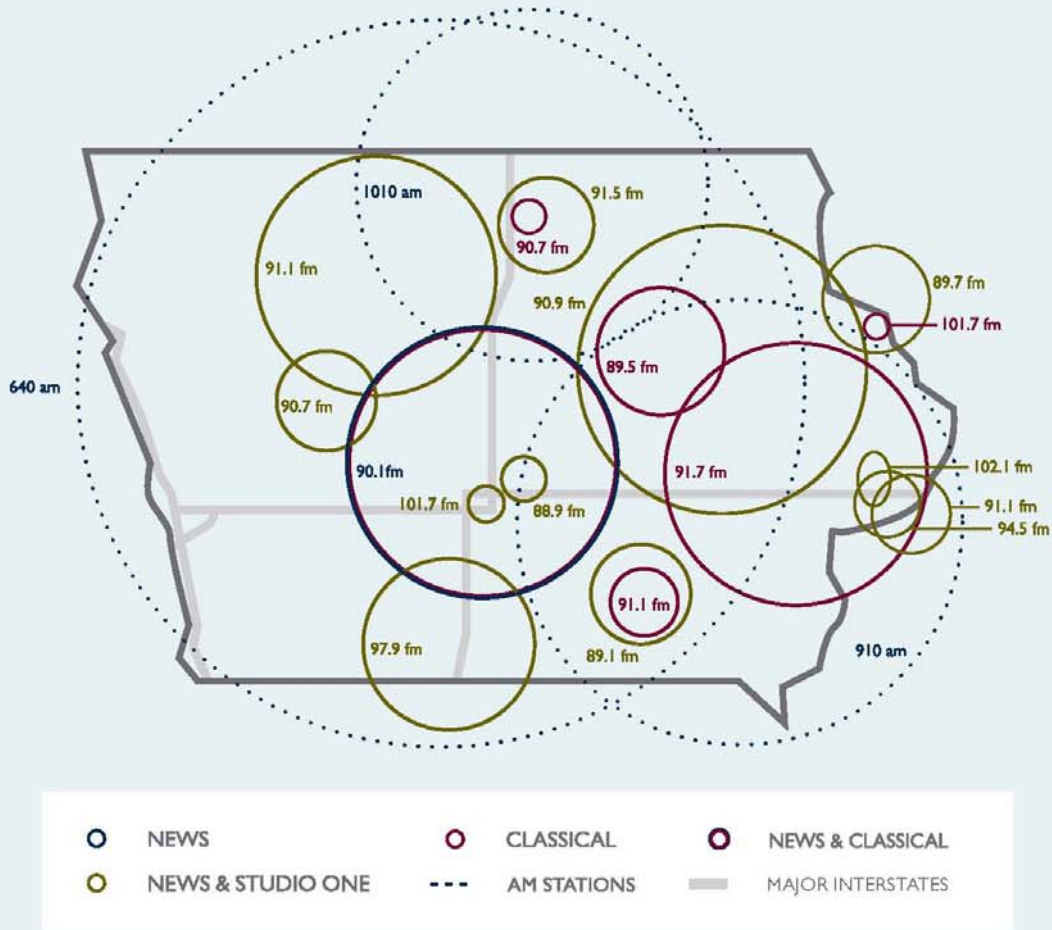 1010 am
91.5 fm
90.7 fm
91.1 fm
90.9 fm
89.7 fm
101.7 fm
89.5 fm
640 am
90.7 fm
90.1fm
91.7 fm
102.1 fm
101.7 fm
88.9 fm
91.1 fm
94.5 fm
91.1 fm
97.9 fm
89.1 fm
910 am
NEWS
CLASSICAL
NEWS & CLASSICAL
NEWS & STUDIO ONE
AM STATIONS
MAJOR INTERSTATES